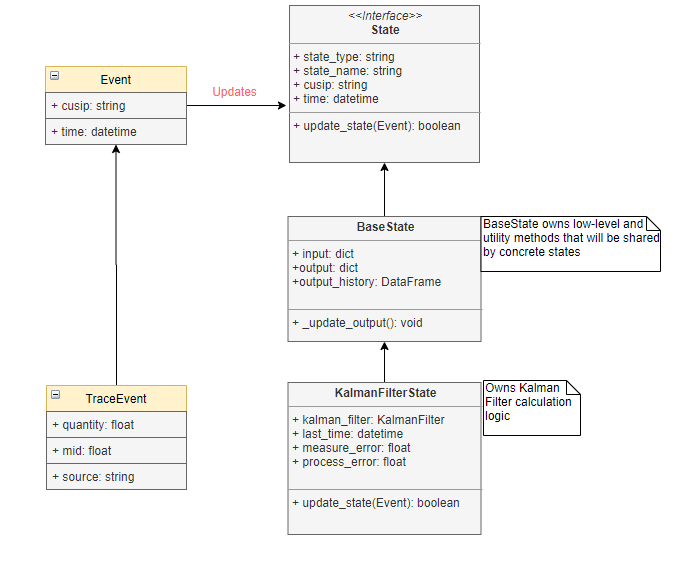 <<Interface>>
State
+ state_type: string
+ state_name: string
+ cusip: string
+ time: datetime
+ update_state(Event): boolean
Event
+ cusip: string
+ time: datetime
Updates
BaseState
+ input: dict
+output: dict
+output_history: DataFrame
+ _update_output(): void
BaseState owns low-level and
utility methods that will be shared
by concrete states
TraceEvent
+ quantity: float
+ mid: float
+ source: string
KalmanFilterState
+ kalman_filter: KalmanFilter
+ last_time: datetime
+ measure_error: float
+ process_error: float
+ update_state(Event): boolean
Owns Kalman
Filter calculation
logic